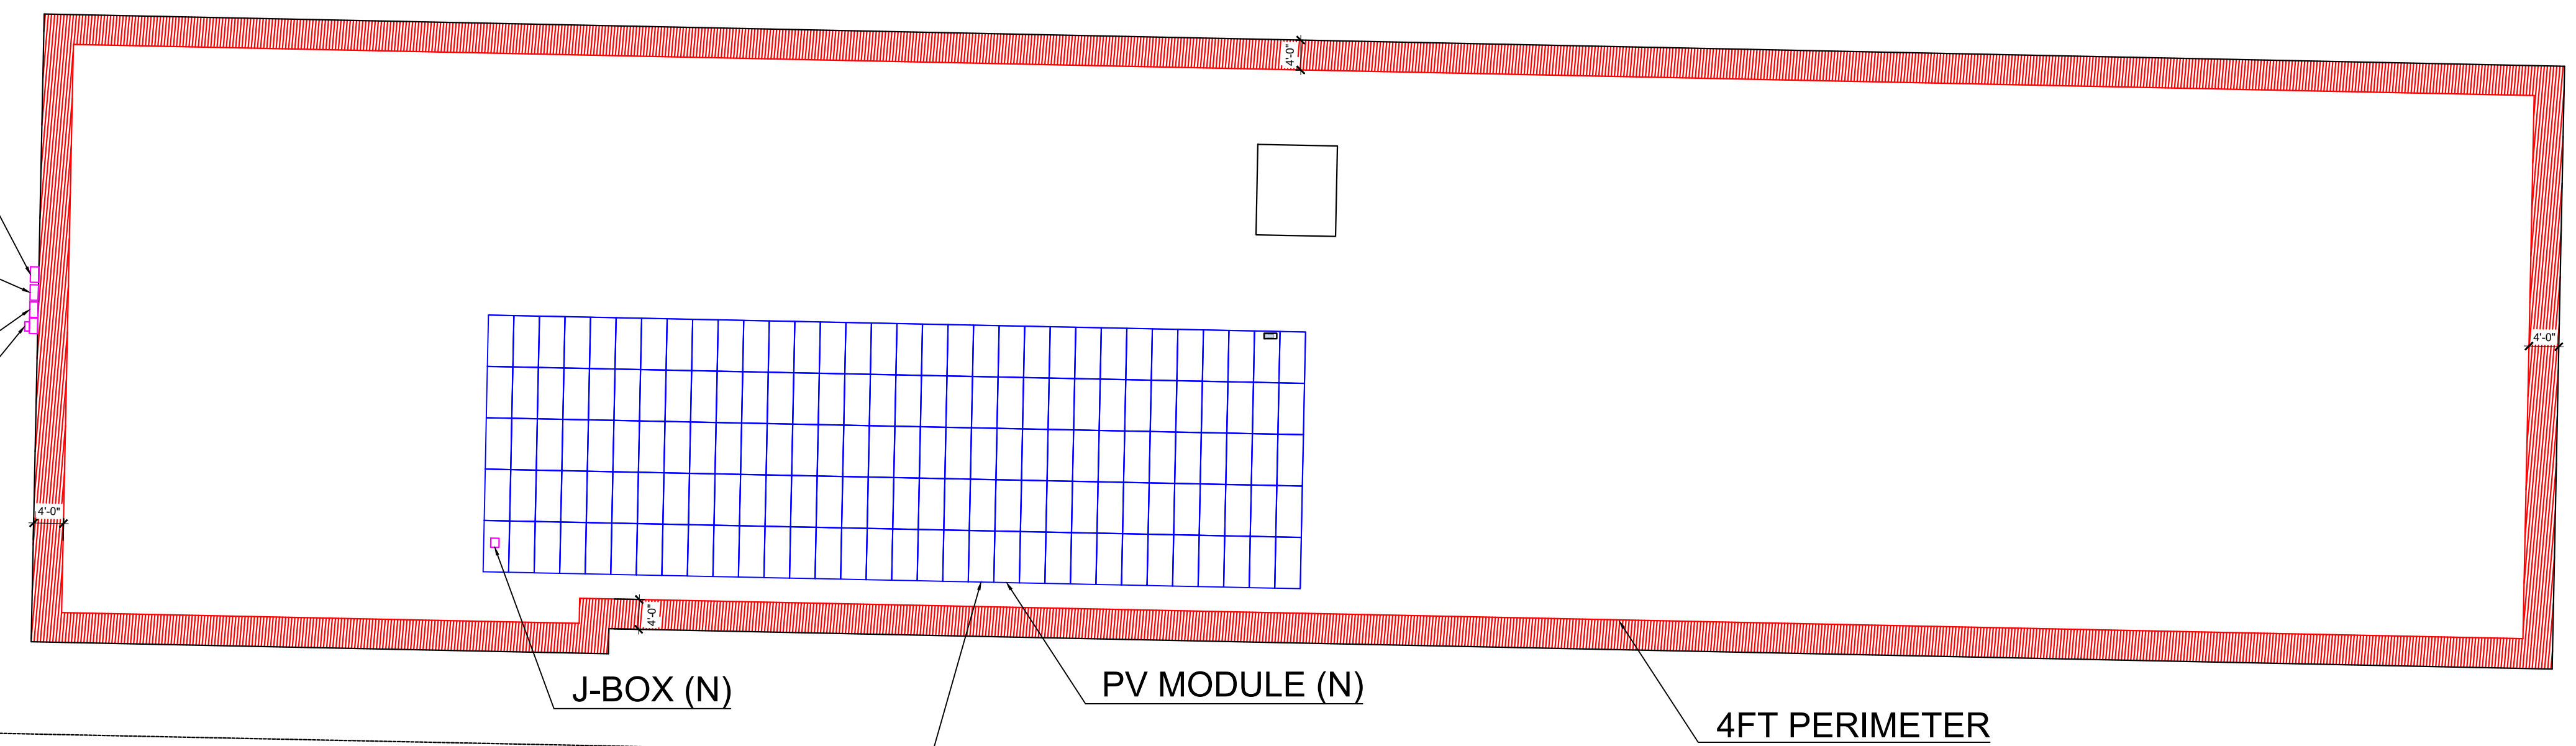 4'-0"
4'-0"
4'-0"
4'-0"
J-BOX (N)
PV MODULE (N)
4FT PERIMETER